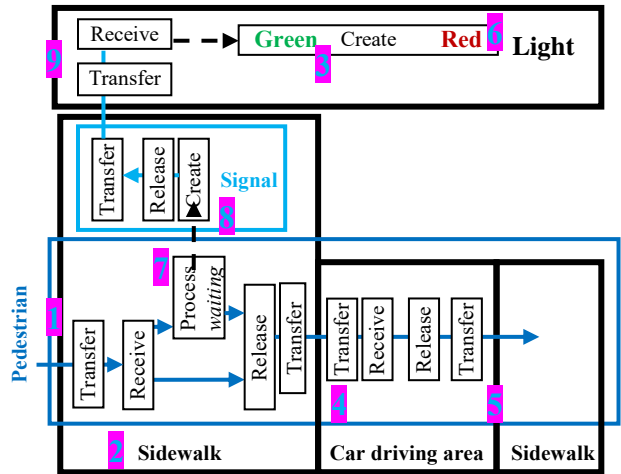 Receive
Green Create Red
6
Light
3
9
Transfer
Transfer
Release
Create
Signal
8
7
Process
waiting
1
Pedestrian
Transfer
Receive
Release
Transfer
Transfer
Receive
Release
Transfer
4
5
2
Sidewalk
Car driving area
Sidewalk